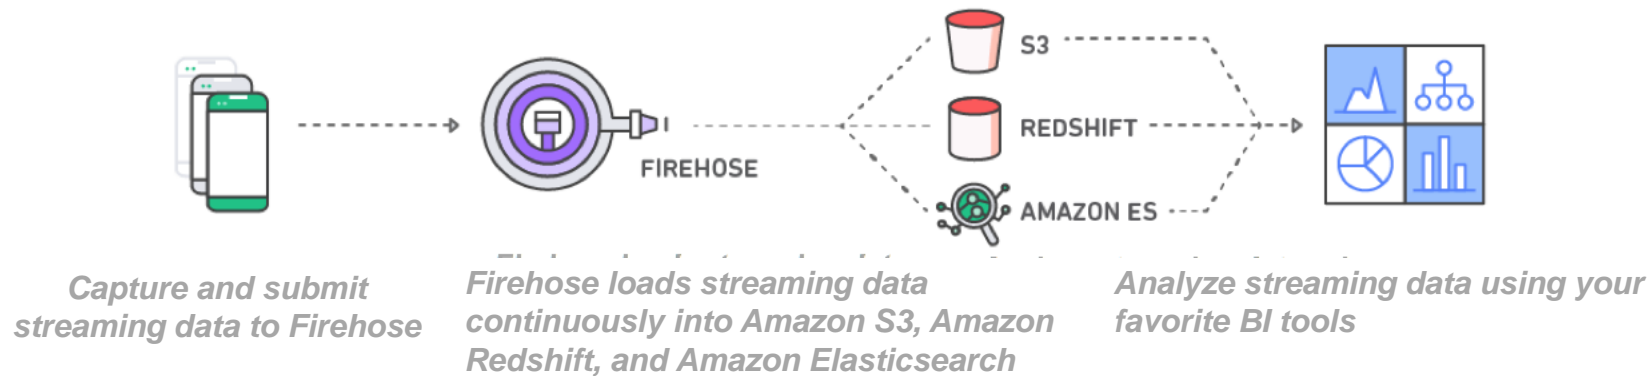 S3
REDSHIFT
FIREHOSE
AMAZON ES
Capture and submit
streaming data to Firehose
Firehose loads streaming data
continuously into Amazon S3, Amazon
Redshift, and Amazon Elasticsearch
Analyze streaming data using your
favorite BI tools